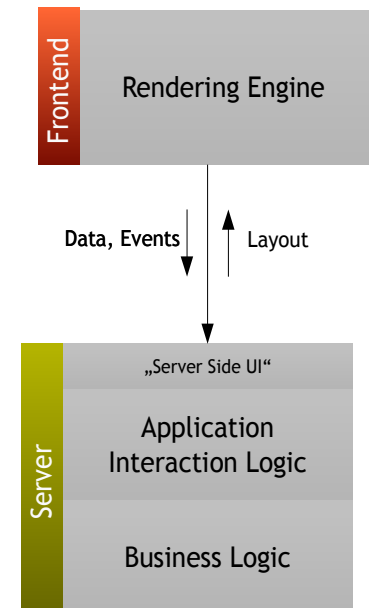 Frontend
Rendering Engine
Data, Events
Layout
Server
„Server Side UI“
Application
Interaction Logic
Business Logic